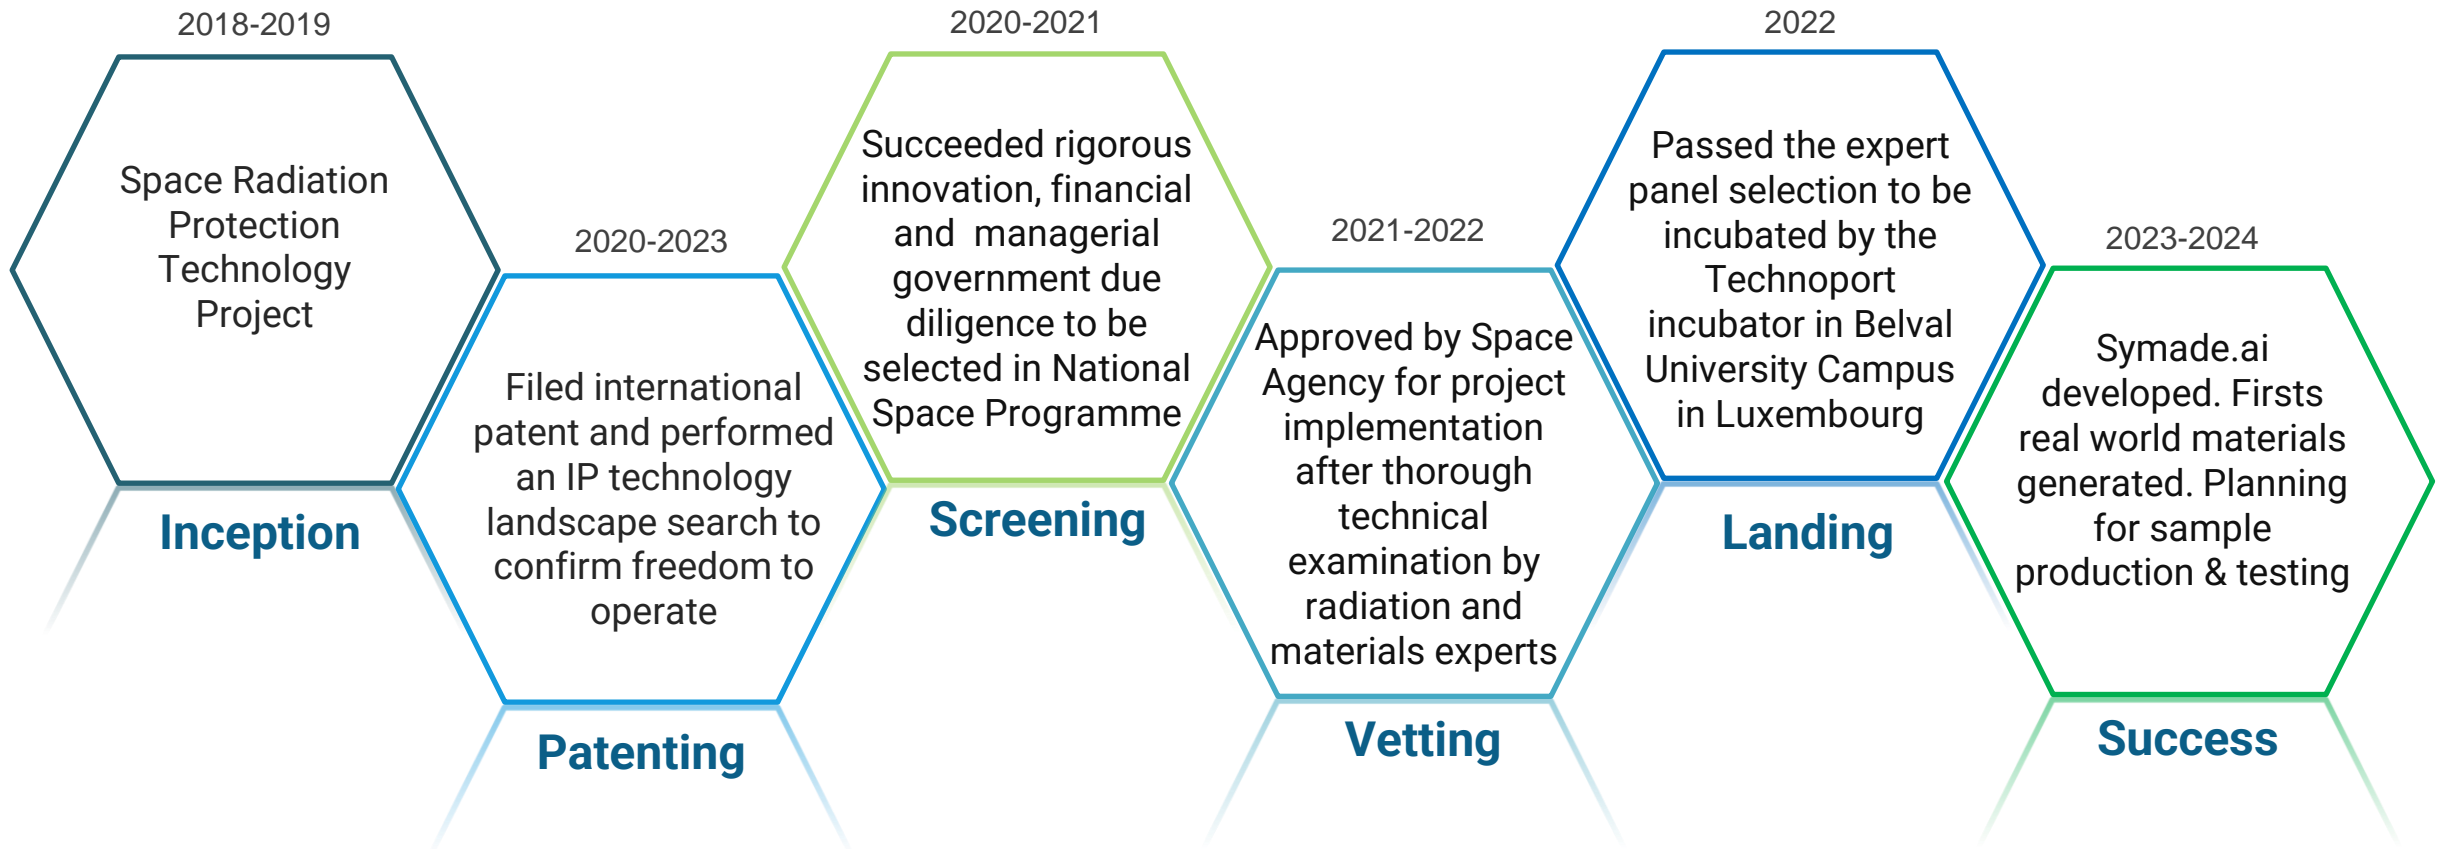 2018-2019
Space Radiation
Protection
Technology
Project
Inception
2020-2023
Filed international
patent and performed
an IP technology
landscape search to
confirm freedom to
operate
Patenting
2020-2021
Succeeded rigorous
innovation, financial
and  managerial
government due
diligence to be
selected in National
Space Programme
Screening
2021-2022
Approved by Space
Agency for project
implementation
after thorough
technical
examination by
radiation and
materials experts
Vetting
2022
Passed the expert
panel selection to be
incubated by the
Technoport
incubator in Belval
University Campus
in Luxembourg
Landing
2023-2024
Symade.ai
developed. Firsts
real world materials
generated. Planning
for sample
production & testing
Success